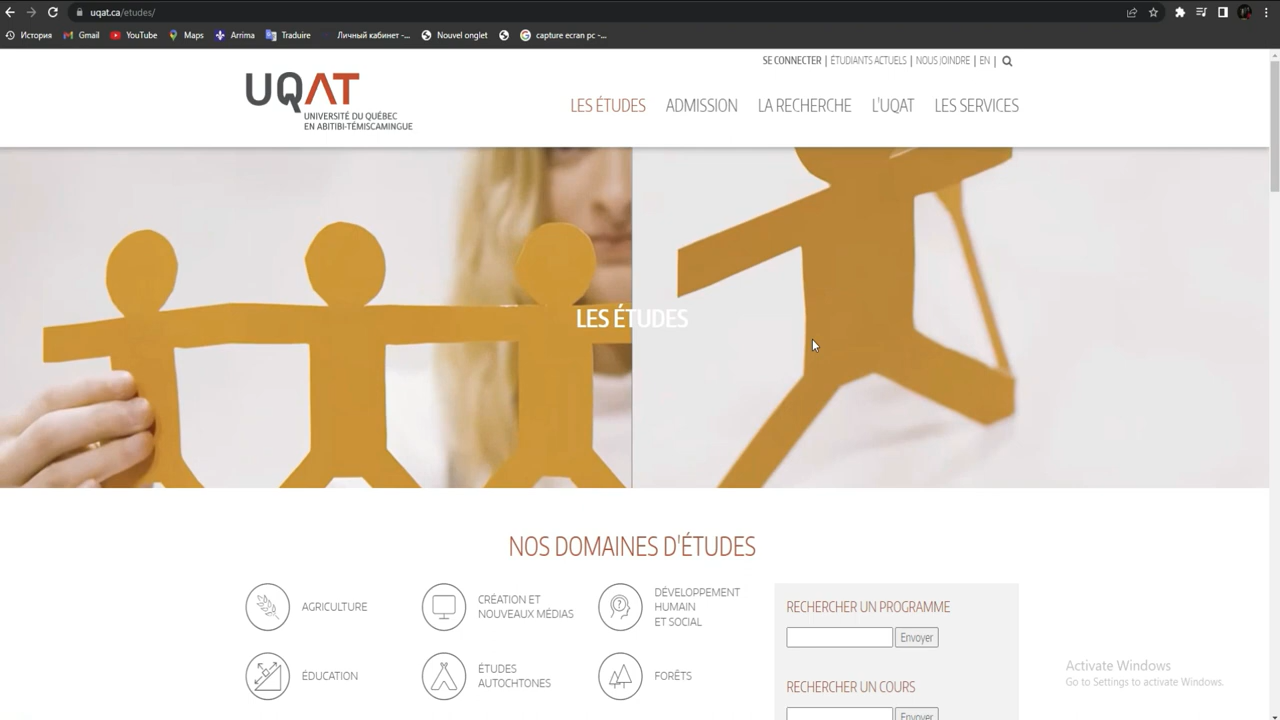 uqat.ca/etudes/
История Gmail YouTube Maps Arrima Traduire Личный кабинет -... Nouvel onglet capture ecran pc -...
SE CONNECTER | ÉTUDIANTS ACTUELS | NOUS JOINDRE | EN |
UQAT
UNIVERSITÉ DU QUÉBEC
EN ABITIBI-TÉMISCAMINGUE
LES ÉTUDES ADMISSION LA RECHERCHE L'UQAT LES SERVICES
LES ÉTUDES
NOS DOMAINES D'ÉTUDES
AGRICULTURE
CRÉATION ET
NOUVEAUX MÉDIAS
DÉVELOPPEMENT
HUMAIN
ET SOCIAL
ÉDUCATION
ÉTUDES
AUTOCHTONES
FORÊTS
RECHERCHER UN PROGRAMME
Envoyer
RECHERCHER UN COURS
Envoyer
Activate Windows
Go to Settings to activate Windows.